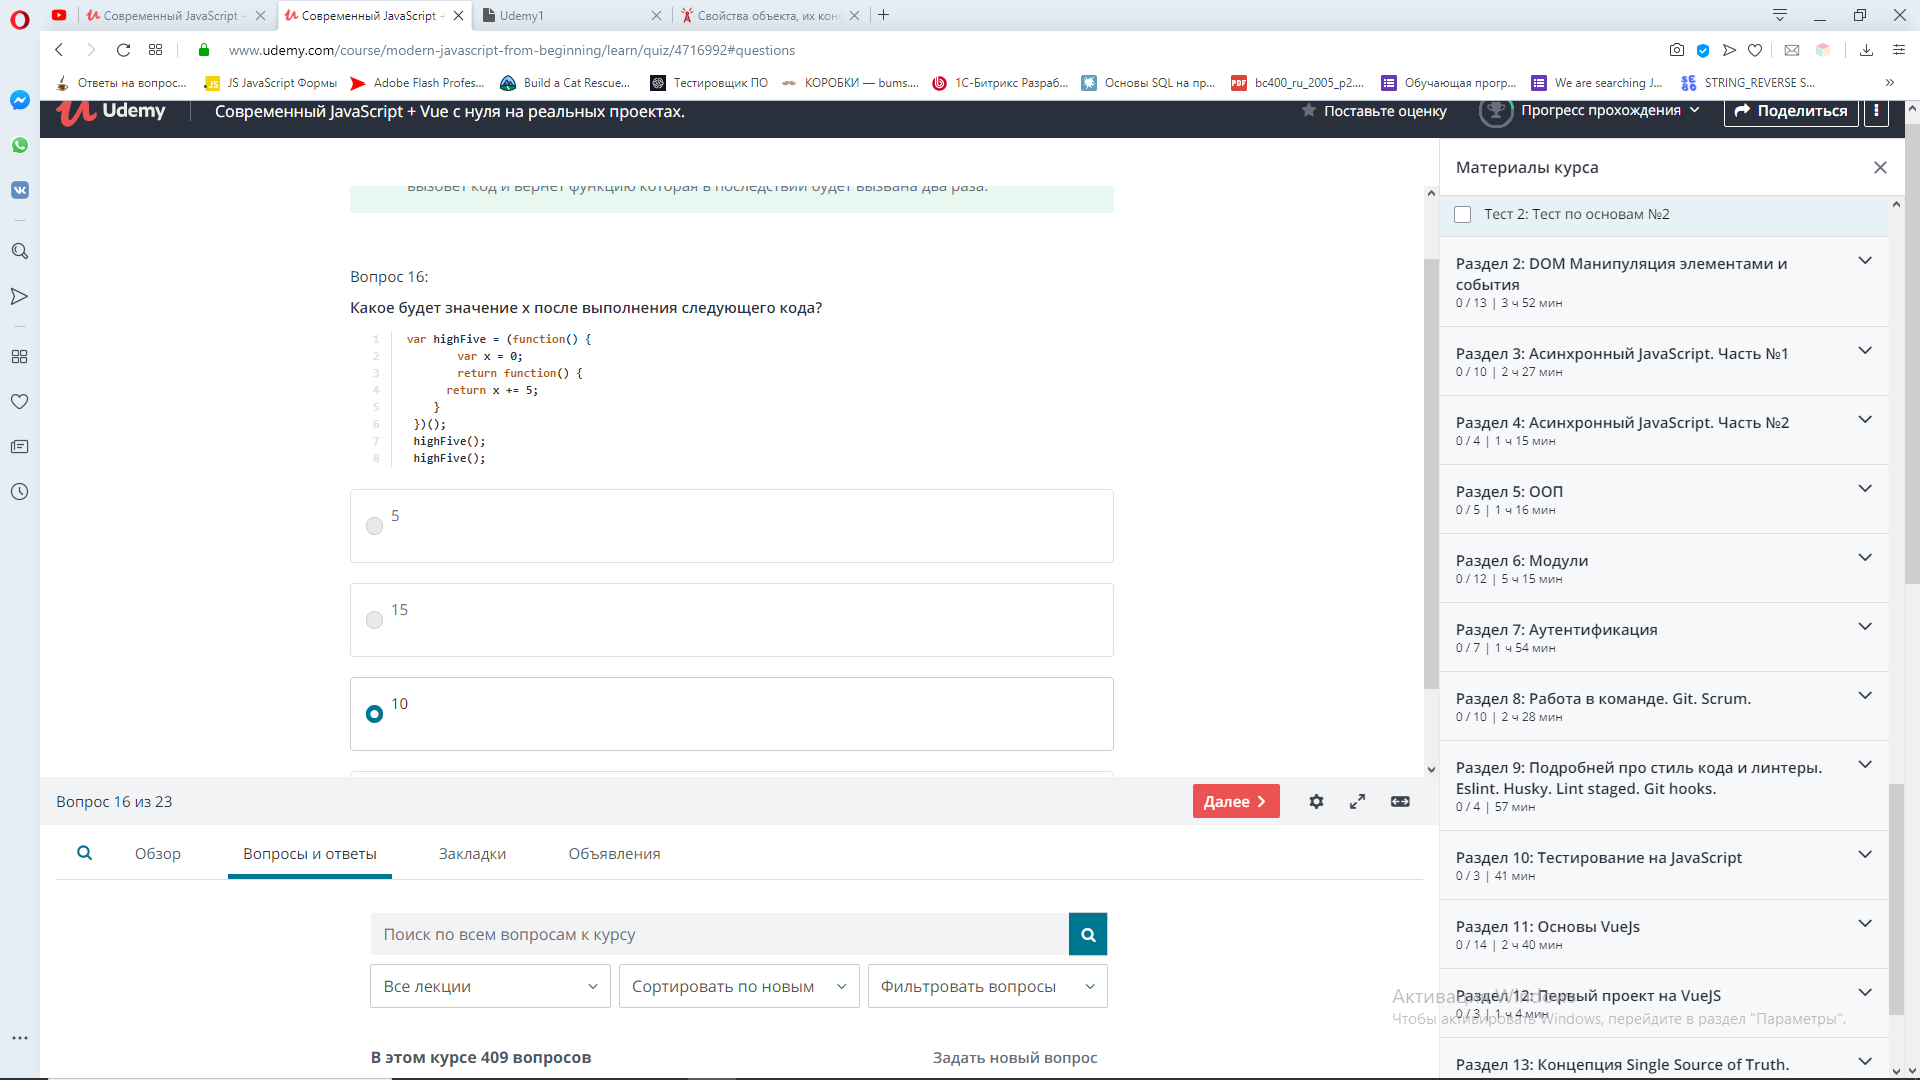 Современный JavaScript +
Современный JavaScript +
Udemy1
Свойства объекта, их кон
www.udemy.com/course/modern-javascript-from-beginning/learn/quiz/4716992#questions
Ответы на вопрос...
JS JavaScript Формы
Adobe Flash Profes...
Build a Cat Rescue...
Тестировщик ПО
КОРОБКИ — bums....
1С-Битрикс Разраб...
Основы SQL на пр...
PDF bc400_ru_2005_p2....
Обучающая прогр...
We are searching J...
STRING_REVERSE S...
Udemy
Современный JavaScript + Vue с нуля на реальных проектах.
Поставьте оценку
Прогресс прохождения
Поделиться
вызовет код и вернет функцию которая в последствии будет вызвана два раза.
Вопрос 16:
Какое будет значение x после выполнения следующего кода?
1 var highFive = (function() {
2 var x = 0;
3 return function() {
4 return x += 5;
5 }
6 })();
7 highFive();
8 highFive();
5
15
10
Вопрос 16 из 23
Далее
Обзор
Вопросы и ответы
Закладки
Объявления
Поиск по всем вопросам к курсу
Все лекции
Сортировать по новым
Фильтровать вопросы
В этом курсе 409 вопросов
Задать новый вопрос
Материалы курса
Тест 2: Тест по основам №2
Раздел 2: DOM Манипуляция элементами и
события
0 / 13 | 3 ч 52 мин
Раздел 3: Асинхронный JavaScript. Часть №1
0 / 10 | 2 ч 27 мин
Раздел 4: Асинхронный JavaScript. Часть №2
0 / 4 | 1 ч 15 мин
Раздел 5: ООП
0 / 5 | 1 ч 16 мин
Раздел 6: Модули
0 / 12 | 5 ч 15 мин
Раздел 7: Аутентификация
0 / 7 | 1 ч 54 мин
Раздел 8: Работа в команде. Git. Scrum.
0 / 10 | 2 ч 28 мин
Раздел 9: Подробней про стиль кода и линтеры.
Eslint. Husky. Lint staged. Git hooks.
0 / 4 | 57 мин
Раздел 10: Тестирование на JavaScript
0 / 3 | 41 мин
Раздел 11: Основы VueJs
0 / 14 | 2 ч 40 мин
Раздел 12: Первый проект на VueJS
0 / 3 | 1 ч 4 мин
Активация Windows
Чтобы активировать Windows, перейдите в раздел "Параметры".
Раздел 13: Концепция Single Source of Truth.